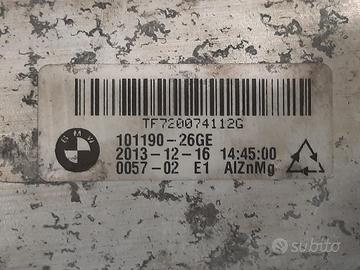 TF720074112G
BMW
101190-26GE
2013-12-16 14:45:00
0057-02 E1 AlZnMg
subito